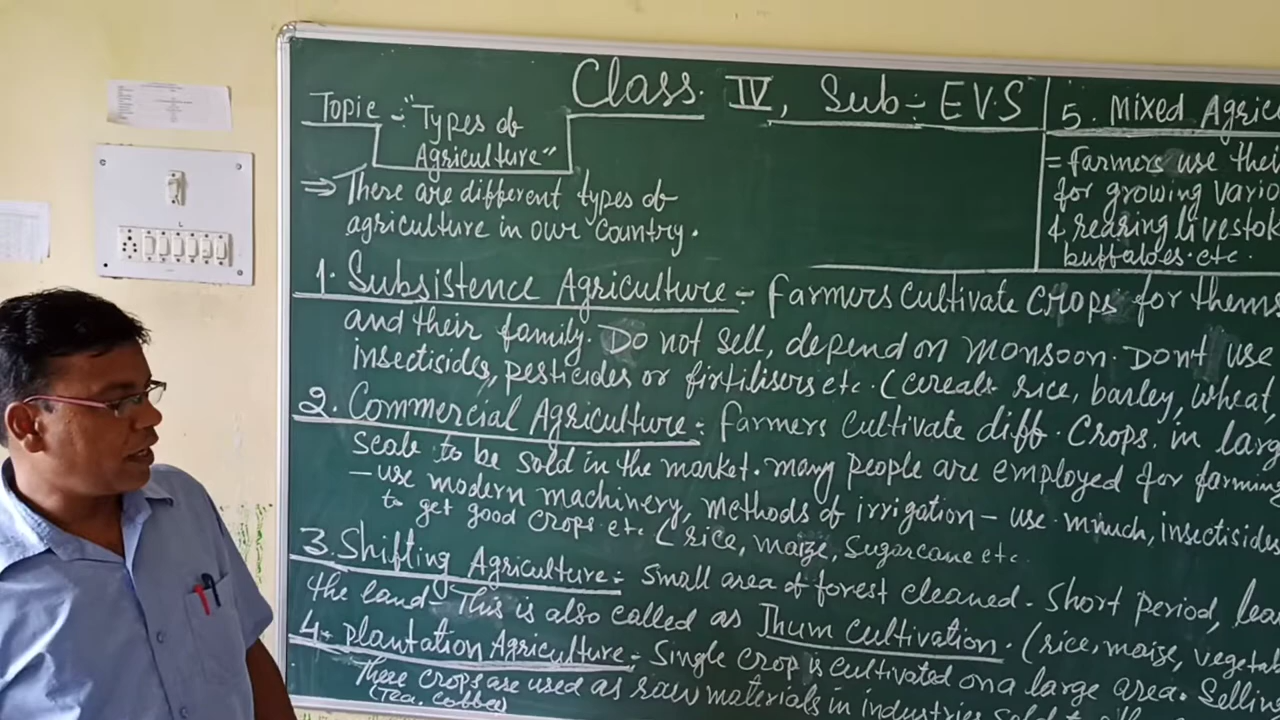 Class. IV, Sub:- E.V.S
Topic :- "Types of
Agriculture"
⇒ There are different types of
agriculture in our Country.
5. Mixed Agric
= farmers use thei
for growing vario
& rearing livestok
buffaloes. etc.
1. Subsistence Agriculture :- farmers cultivate crops for thems
and their family. Do not sell, depend on monsoon. Don't use
insecticides, pesticides or firtilisers etc. (cereals rice, barley, wheat,
2. Commercial Agriculture :- farmers cultivate diff. crops. in larg
scale to be sold in the market. many people are employed for farming
- use modern machinery, methods of irrigation - use. much, insecticides
to get good crops etc (rice, maize, Sugarcane etc.
3. Shifting Agriculture :- Small area of forest cleaned. Short period, lea
the land - This is also called as Jhum Cultivation. (rice, maize, vegetab
4. plantation Agriculture :- Single crop is cultivated on a large area. Sellin
These crops are used as raw materials in industries
(Tea, Coffee)